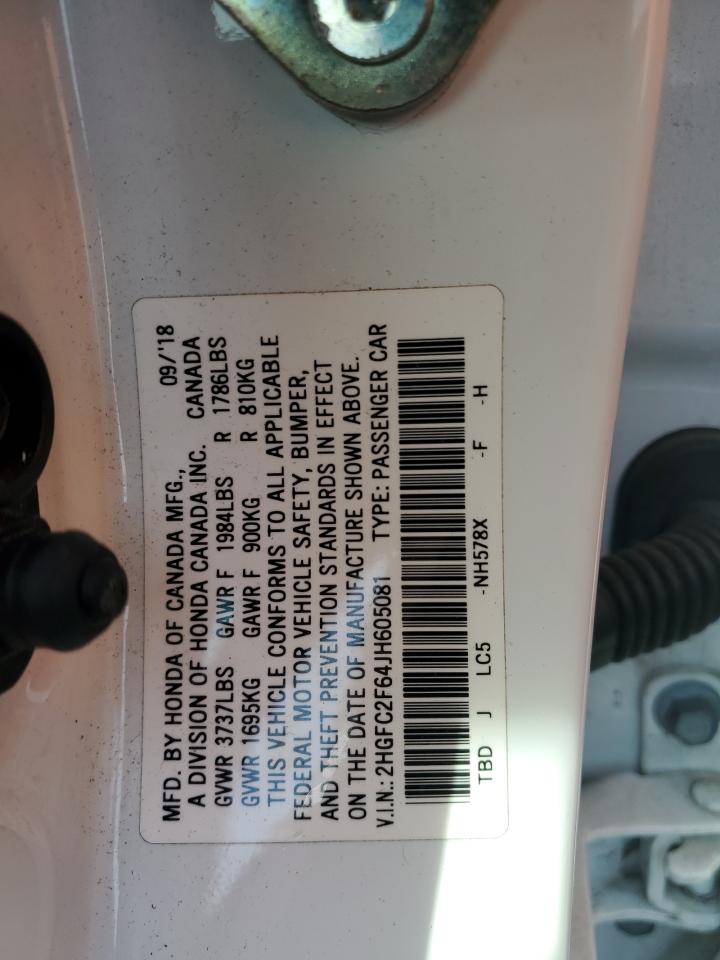 MFD. BY HONDA OF CANADA MFG., 09/'18
A DIVISION OF HONDA CANADA INC. CANADA
GVWR 3737LBS GAWR F 1984LBS R 1786LBS
GVWR 1695KG GAWR F 900KG R 810KG
THIS VEHICLE CONFORMS TO ALL APPLICABLE
FEDERAL MOTOR VEHICLE SAFETY, BUMPER,
AND THEFT PREVENTION STANDARDS IN EFFECT
ON THE DATE OF MANUFACTURE SHOWN ABOVE.
V.I.N.: 2HGFC2F64JH605081 TYPE: PASSENGER CAR
TBD J LC5 -NH578X -F -H